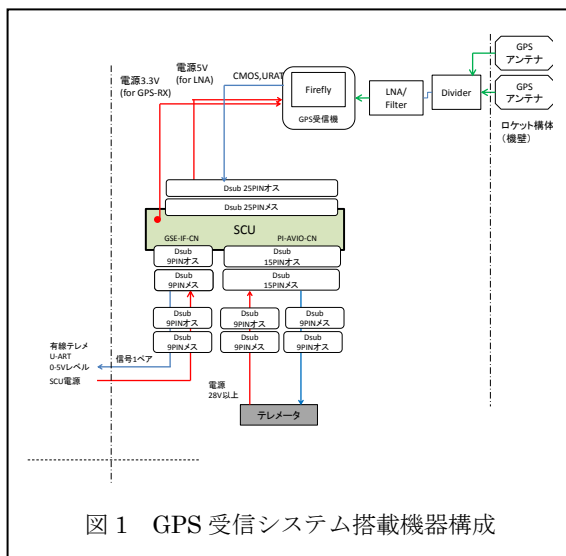 電源5V
(for LNA)
電源3.3V
(for GPS-RX)
CMOS,URAT
Firefly
GPS受信機
LNA/
Filter
Divider
GPS
アンテナ
GPS
アンテナ
ロケット構体
（機壁）
Dsub 25PINオス
Dsub 25PINメス
SCU
GSE-IF-CN
PI-AVIO-CN
Dsub
9PINオス
Dsub
15PINオス
Dsub
9PINメス
Dsub
15PINメス
Dsub
9PINオス
Dsub
9PINオス
Dsub
9PINメス
Dsub
9PINメス
Dsub
9PINメス
Dsub
9PINオス
有線テレメ
U-ART
0-5Vレベル
信号1ペア
SCU電源
電源
28V以上
テレメータ
図 1 GPS 受信システム搭載機器構成